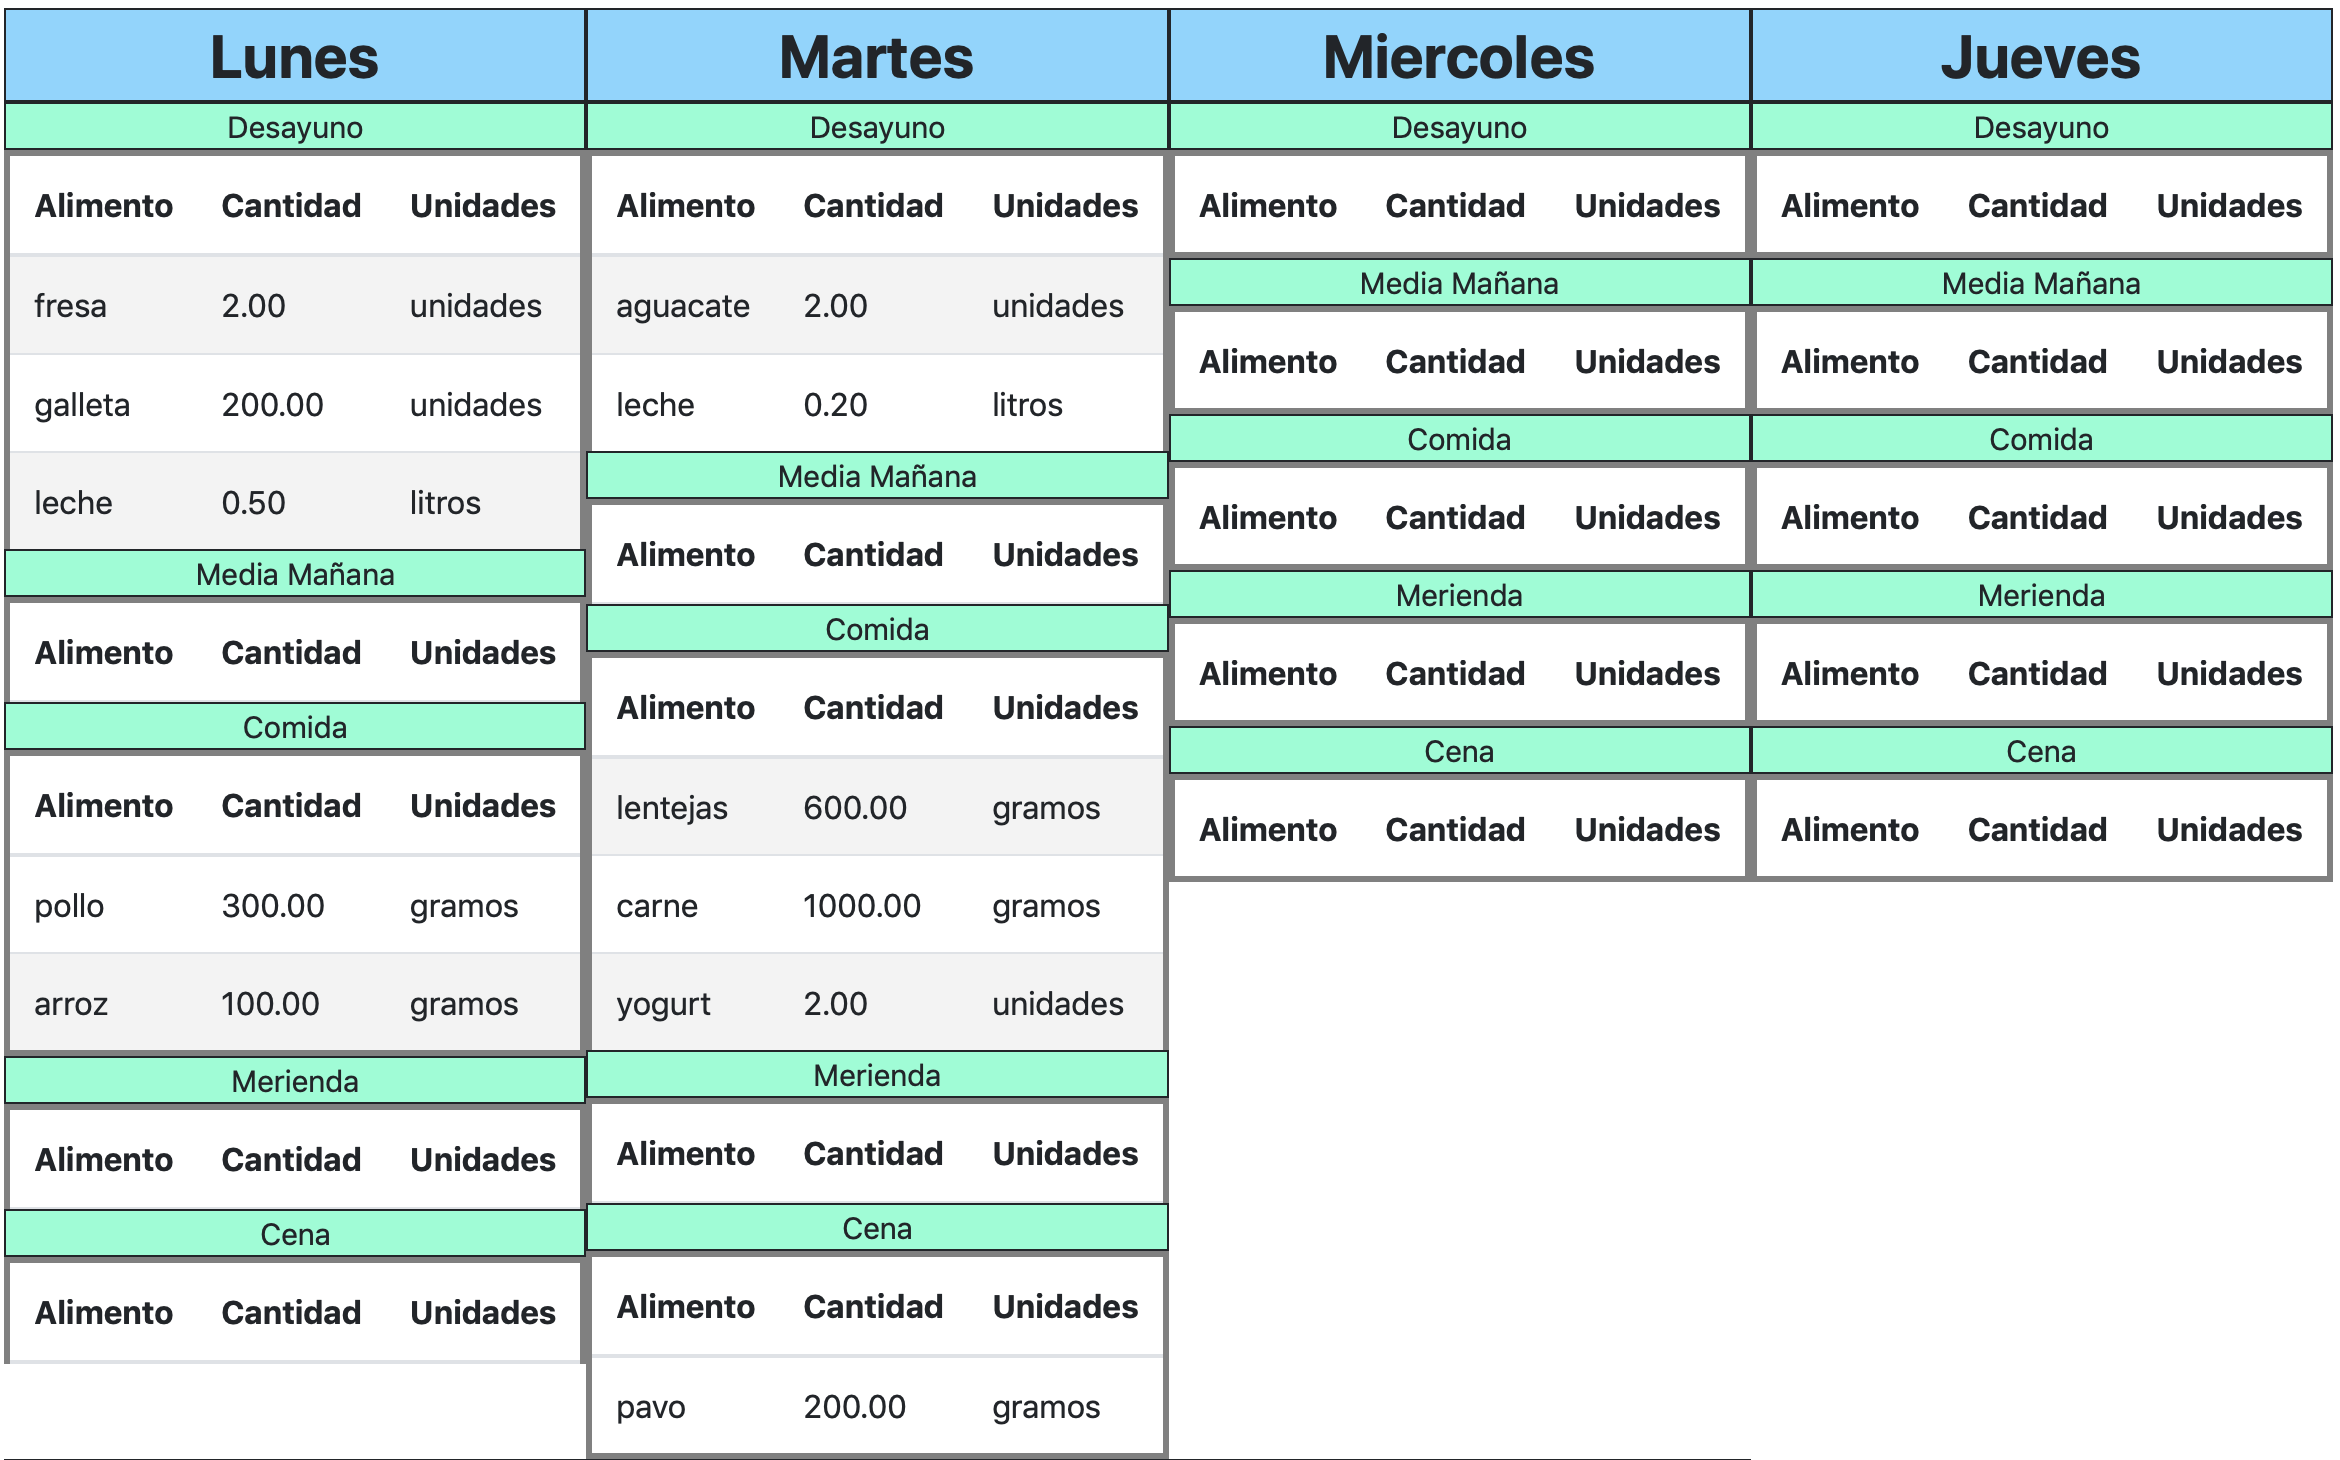 Lunes
Desayuno
Alimento Cantidad Unidades
fresa 2.00 unidades
galleta 200.00 unidades
leche 0.50 litros
Media Mañana
Alimento Cantidad Unidades
Comida
Alimento Cantidad Unidades
pollo 300.00 gramos
arroz 100.00 gramos
Merienda
Alimento Cantidad Unidades
Cena
Alimento Cantidad Unidades
Martes
Desayuno
Alimento Cantidad Unidades
aguacate 2.00 unidades
leche 0.20 litros
Media Mañana
Alimento Cantidad Unidades
Comida
Alimento Cantidad Unidades
lentejas 600.00 gramos
carne 1000.00 gramos
yogurt 2.00 unidades
Merienda
Alimento Cantidad Unidades
Cena
Alimento Cantidad Unidades
pavo 200.00 gramos
Miercoles
Desayuno
Alimento Cantidad Unidades
Media Mañana
Alimento Cantidad Unidades
Comida
Alimento Cantidad Unidades
Merienda
Alimento Cantidad Unidades
Cena
Alimento Cantidad Unidades
Jueves
Desayuno
Alimento Cantidad Unidades
Media Mañana
Alimento Cantidad Unidades
Comida
Alimento Cantidad Unidades
Merienda
Alimento Cantidad Unidades
Cena
Alimento Cantidad Unidades